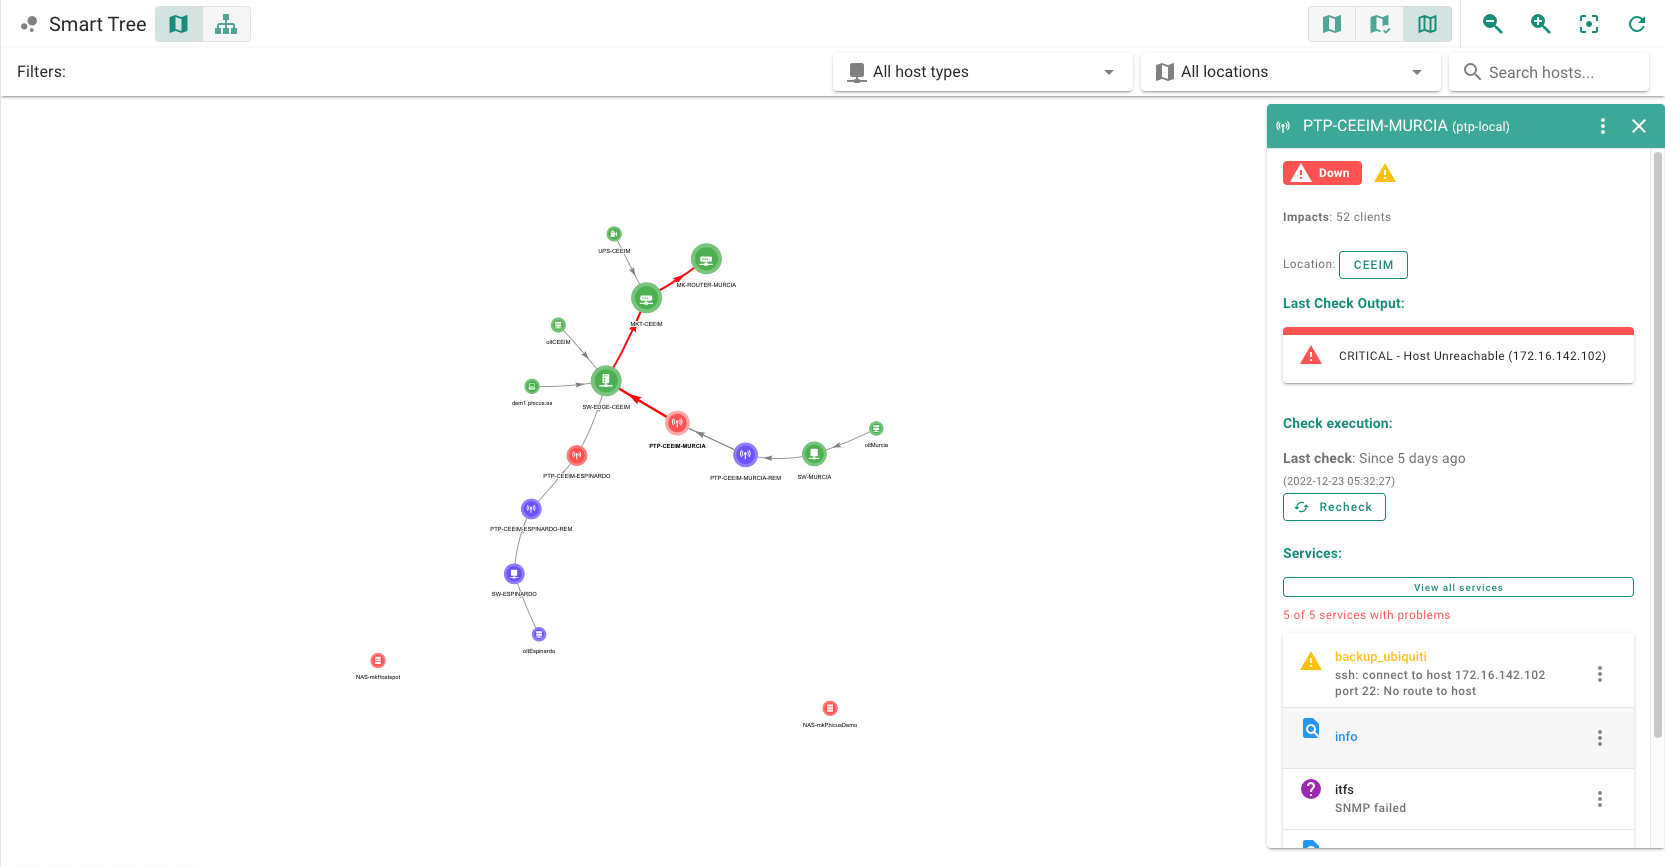 Smart Tree
Filters:
All host types
All locations
Search hosts...
UPS-CEEIM
MK-ROUTER-MURCIA
MKT-CEEIM
oltCEEIM
dem1.phicus.es
SW-EDGE-CEEIM
PTP-CEEIM-MURCIA
oltMurcia
PTP-CEEIM-ESPINARDO
PTP-CEEIM-MURCIA-REM
SW-MURCIA
PTP-CEEIM-ESPINARDO-REM
SW-ESPINARDO
oltEspinardo
NAS-mkHostspot
NAS-mkPhicusDemo
PTP-CEEIM-MURCIA (ptp-local)
Down
Impacts: 52 clients
Location: CEEIM
Last Check Output:
CRITICAL - Host Unreachable (172.16.142.102)
Check execution:
Last check: Since 5 days ago
(2022-12-23 05:32:27)
Recheck
Services:
View all services
5 of 5 services with problems
backup_ubiquiti
ssh: connect to host 172.16.142.102
port 22: No route to host
info
itfs
SNMP failed